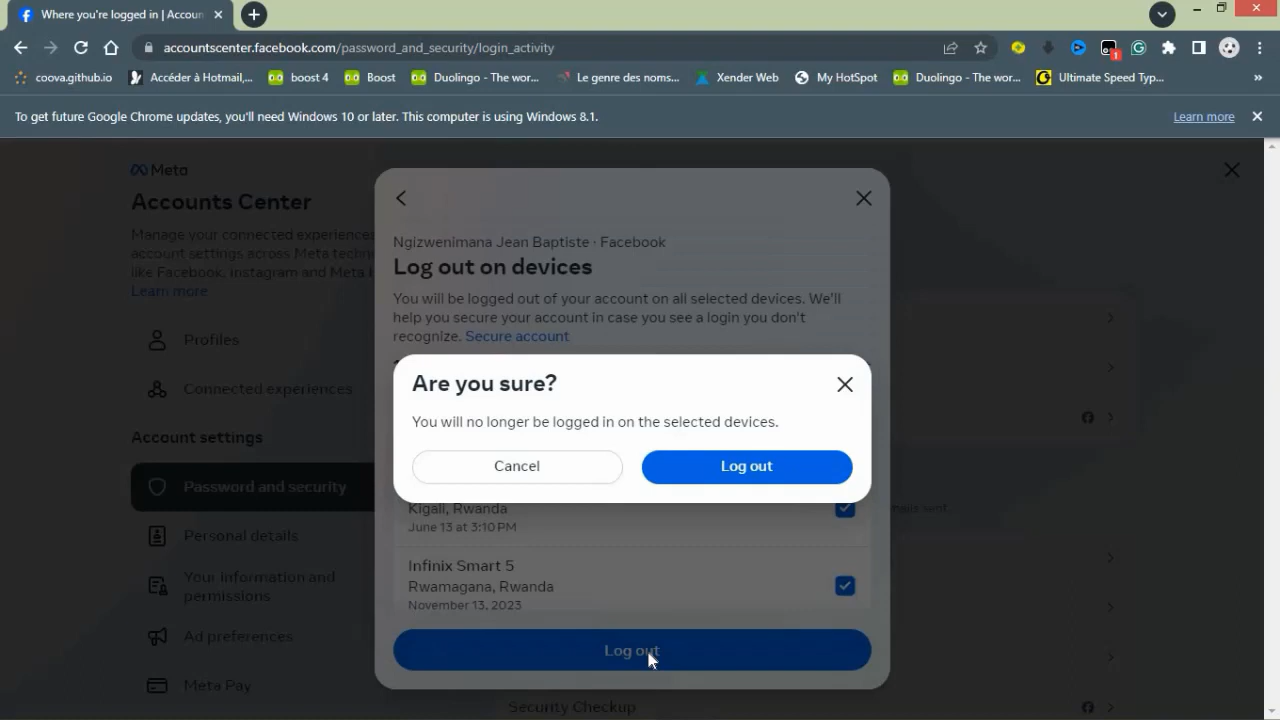 Where you're logged in | Accoun
accountscenter.facebook.com/password_and_security/login_activity
1
coova.github.io
Accéder à Hotmail,...
boost 4
Boost
Duolingo - The wor...
Le genre des noms...
Xender Web
My HotSpot
Duolingo - The wor...
Ultimate Speed Typ...
»
To get future Google Chrome updates, you'll need Windows 10 or later. This computer is using Windows 8.1.
Learn more
Meta
Accounts Center
Manage your connected experiences
account settings across Meta techn
like Facebook, Instagram and Meta
Learn more
Profiles
Connected experiences
Account settings
Password and security
Personal details
Your information and
permissions
Ad preferences
Meta Pay
Ngizwenimana Jean Baptiste · Facebook
Log out on devices
You will be logged out of your account on all selected devices. We'll
help you secure your account in case you see a login you don't
recognize. Secure account
Are you sure?
You will no longer be logged in on the selected devices.
Cancel
Log out
Kigali, Rwanda
June 13 at 3:10 PM
Infinix Smart 5
Rwamagana, Rwanda
November 13, 2023
Log out
sent.
Security Checkup